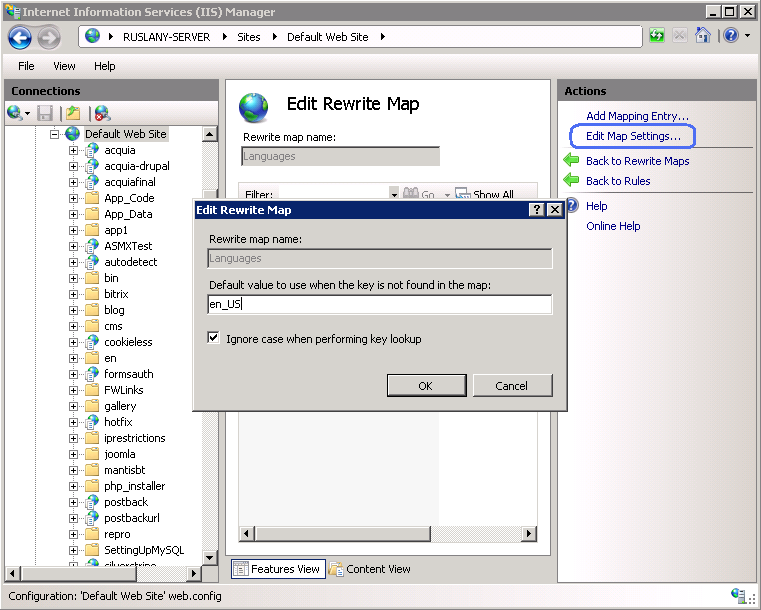 Internet Information Services (IIS) Manager
RUSLANY-SERVER Sites Default Web Site
File View Help
Connections
Default Web Site
acquia
acquia-drupal
acquiafinal
App_Code
App_Data
app1
ASMXTest
autodetect
bin
bitrix
blog
cms
cookieless
en
formsauth
FWLinks
gallery
hotfix
iprestrictions
joomla
mantisbt
php_installer
postback
postbackurl
repro
SettingUpMySQL
silverstripe
Edit Rewrite Map
Rewrite map name:
Languages
Filter: Go Show All
Edit Rewrite Map
Rewrite map name:
Languages
Default value to use when the key is not found in the map:
en_US
Ignore case when performing key lookup
OK Cancel
Features View Content View
Actions
Add Mapping Entry...
Edit Map Settings...
Back to Rewrite Maps
Back to Rules
Help
Online Help
Configuration: 'Default Web Site' web.config